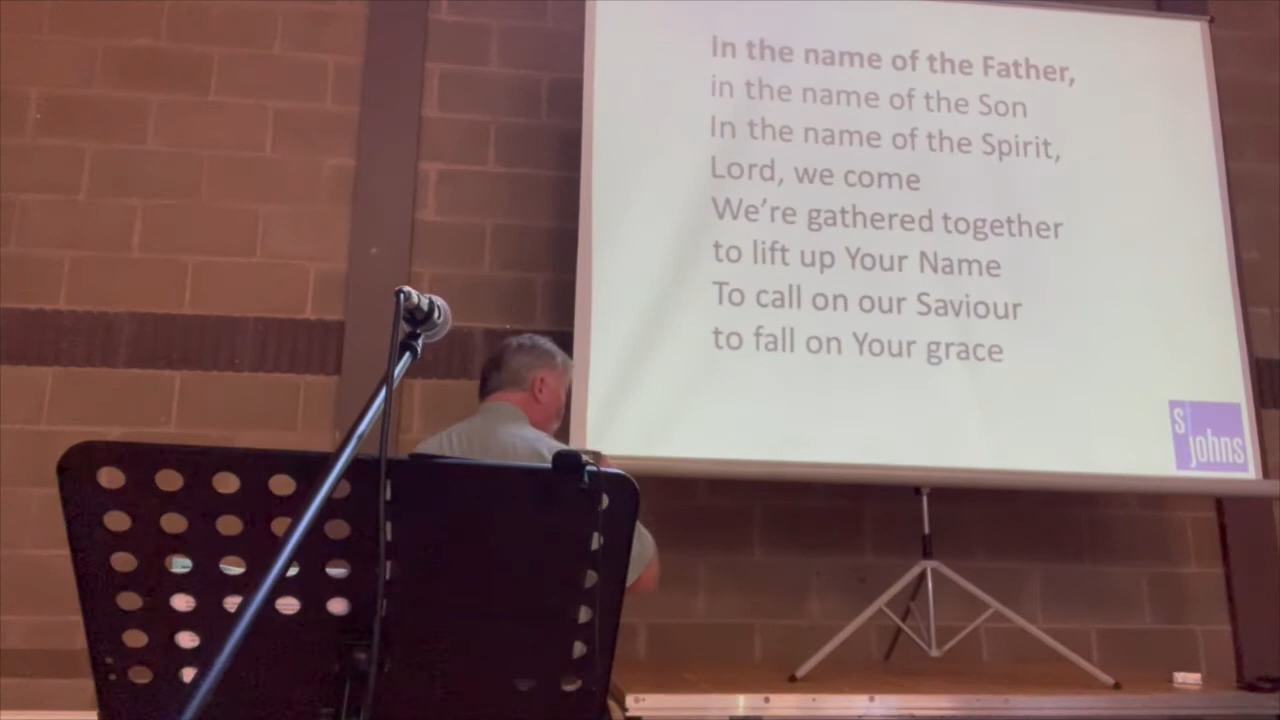 In the name of the Father,
in the name of the Son
In the name of the Spirit,
Lord, we come
We're gathered together
to lift up Your Name
To call on our Saviour
to fall on Your grace
S
johns